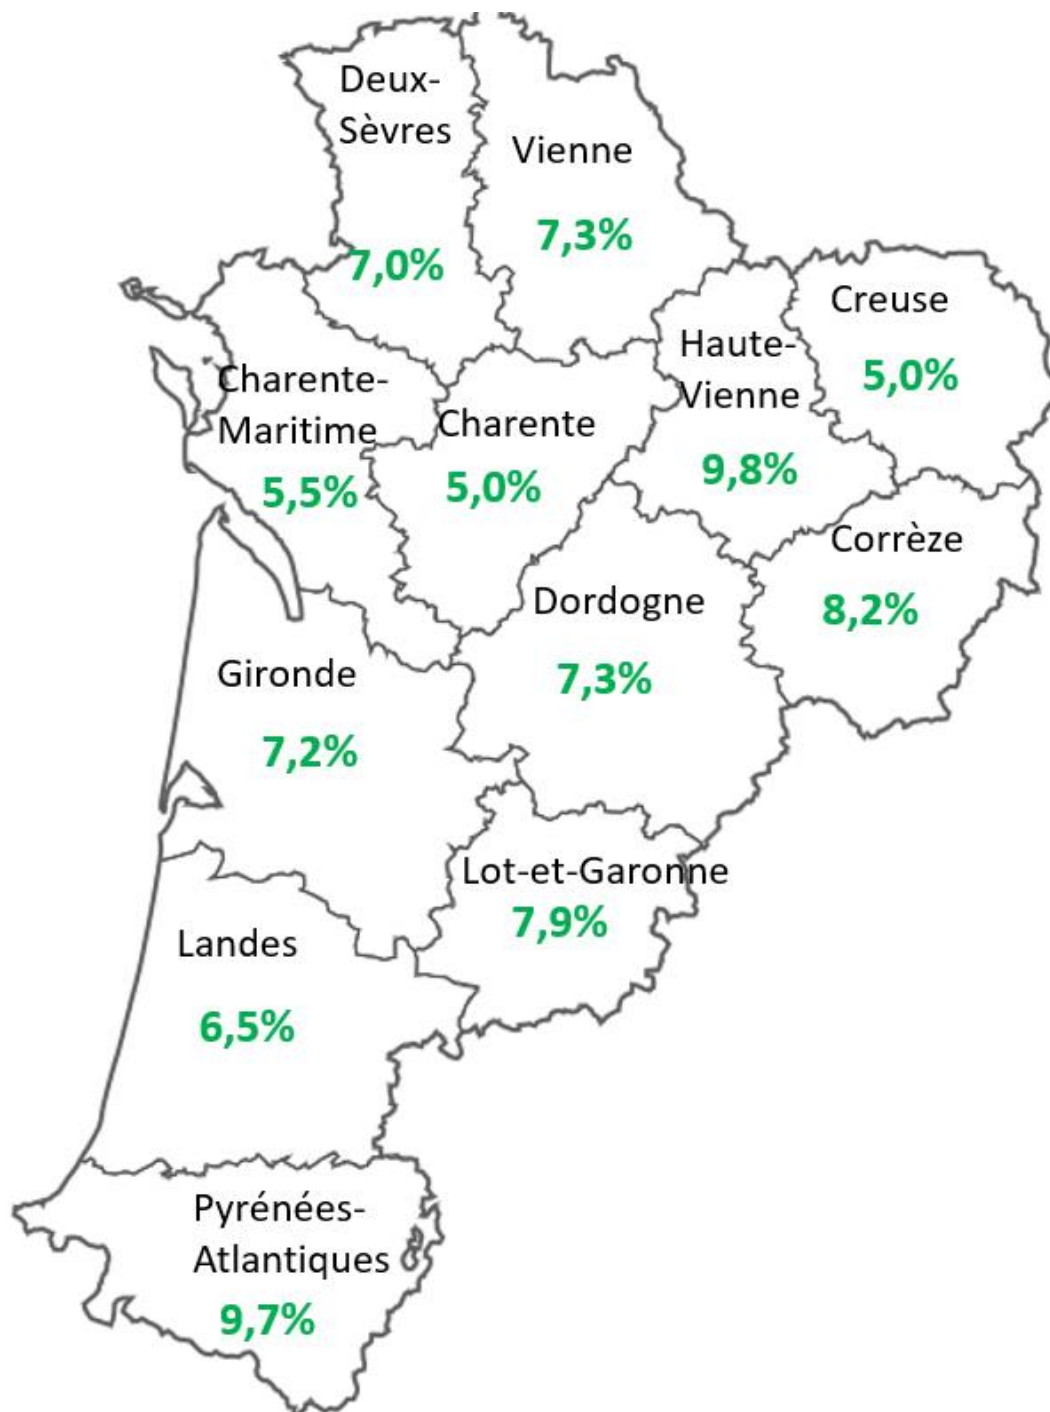 Deux-
Sèvres
7,0%
Vienne
7,3%
Creuse
5,0%
Haute-
Vienne
9,8%
Charente-
Maritime
5,5%
Charente
5,0%
Corrèze
8,2%
Dordogne
7,3%
Gironde
7,2%
Lot-et-Garonne
7,9%
Landes
6,5%
Pyrénées-
Atlantiques
9,7%